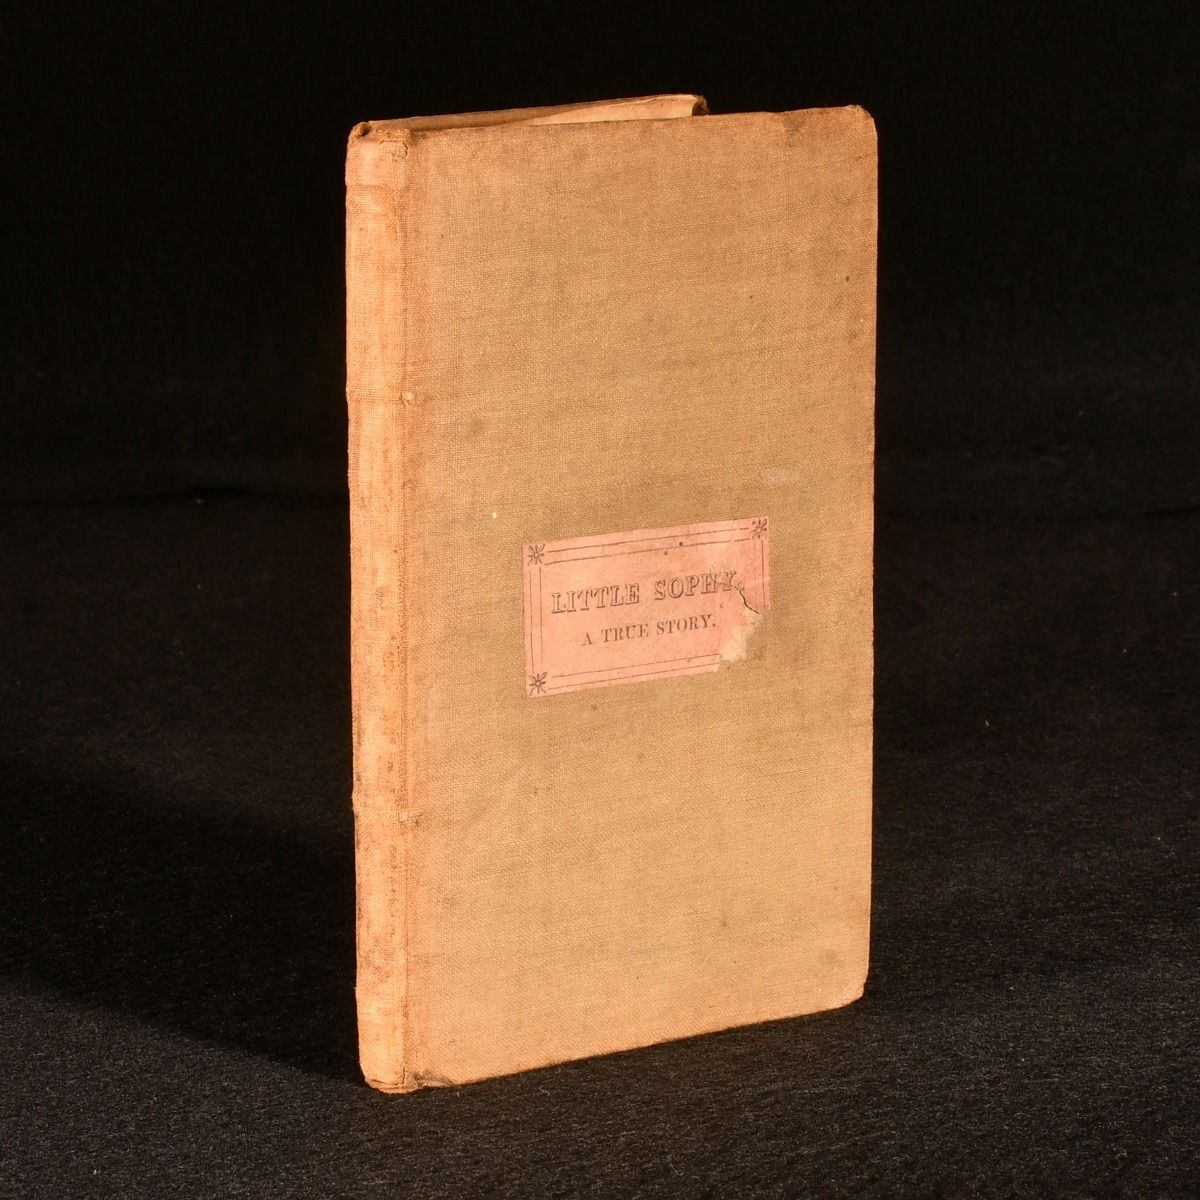 LITTLE SOPHY,
A TRUE STORY.